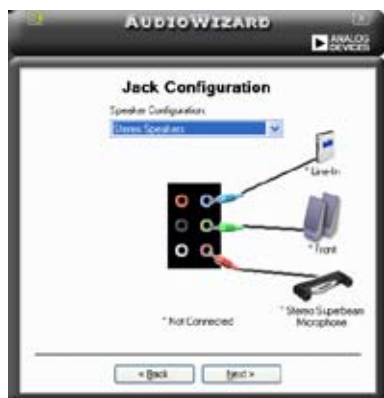 AUDIOWIZARD
ANALOG
DEVICES
Jack Configuration
Speaker Configuration:
Stereo Speakers
* Line-In
* Front
* Stereo Superbeam
Microphone
* Not Connected
< Back
Next >